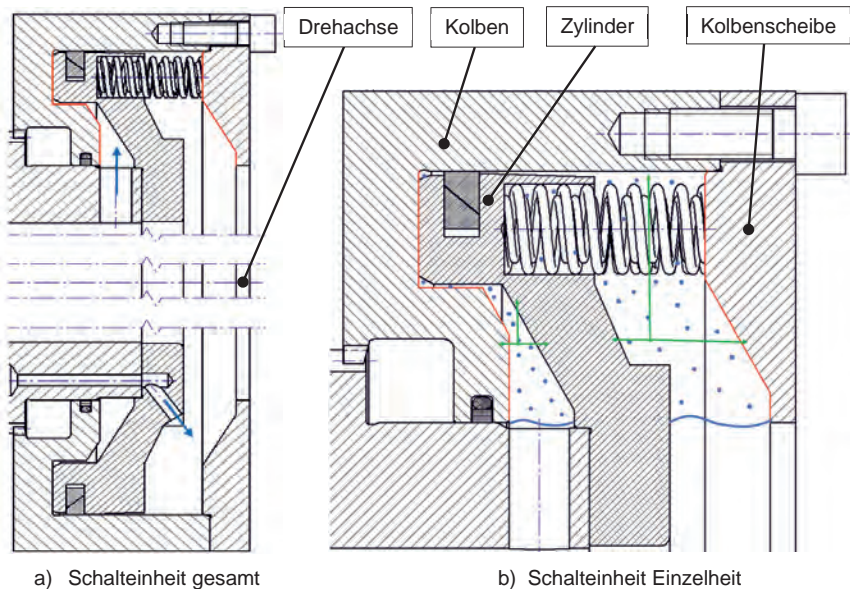 Drehachse
Kolben
Zylinder
Kolbenscheibe
a) Schalteinheit gesamt
b) Schalteinheit Einzelheit